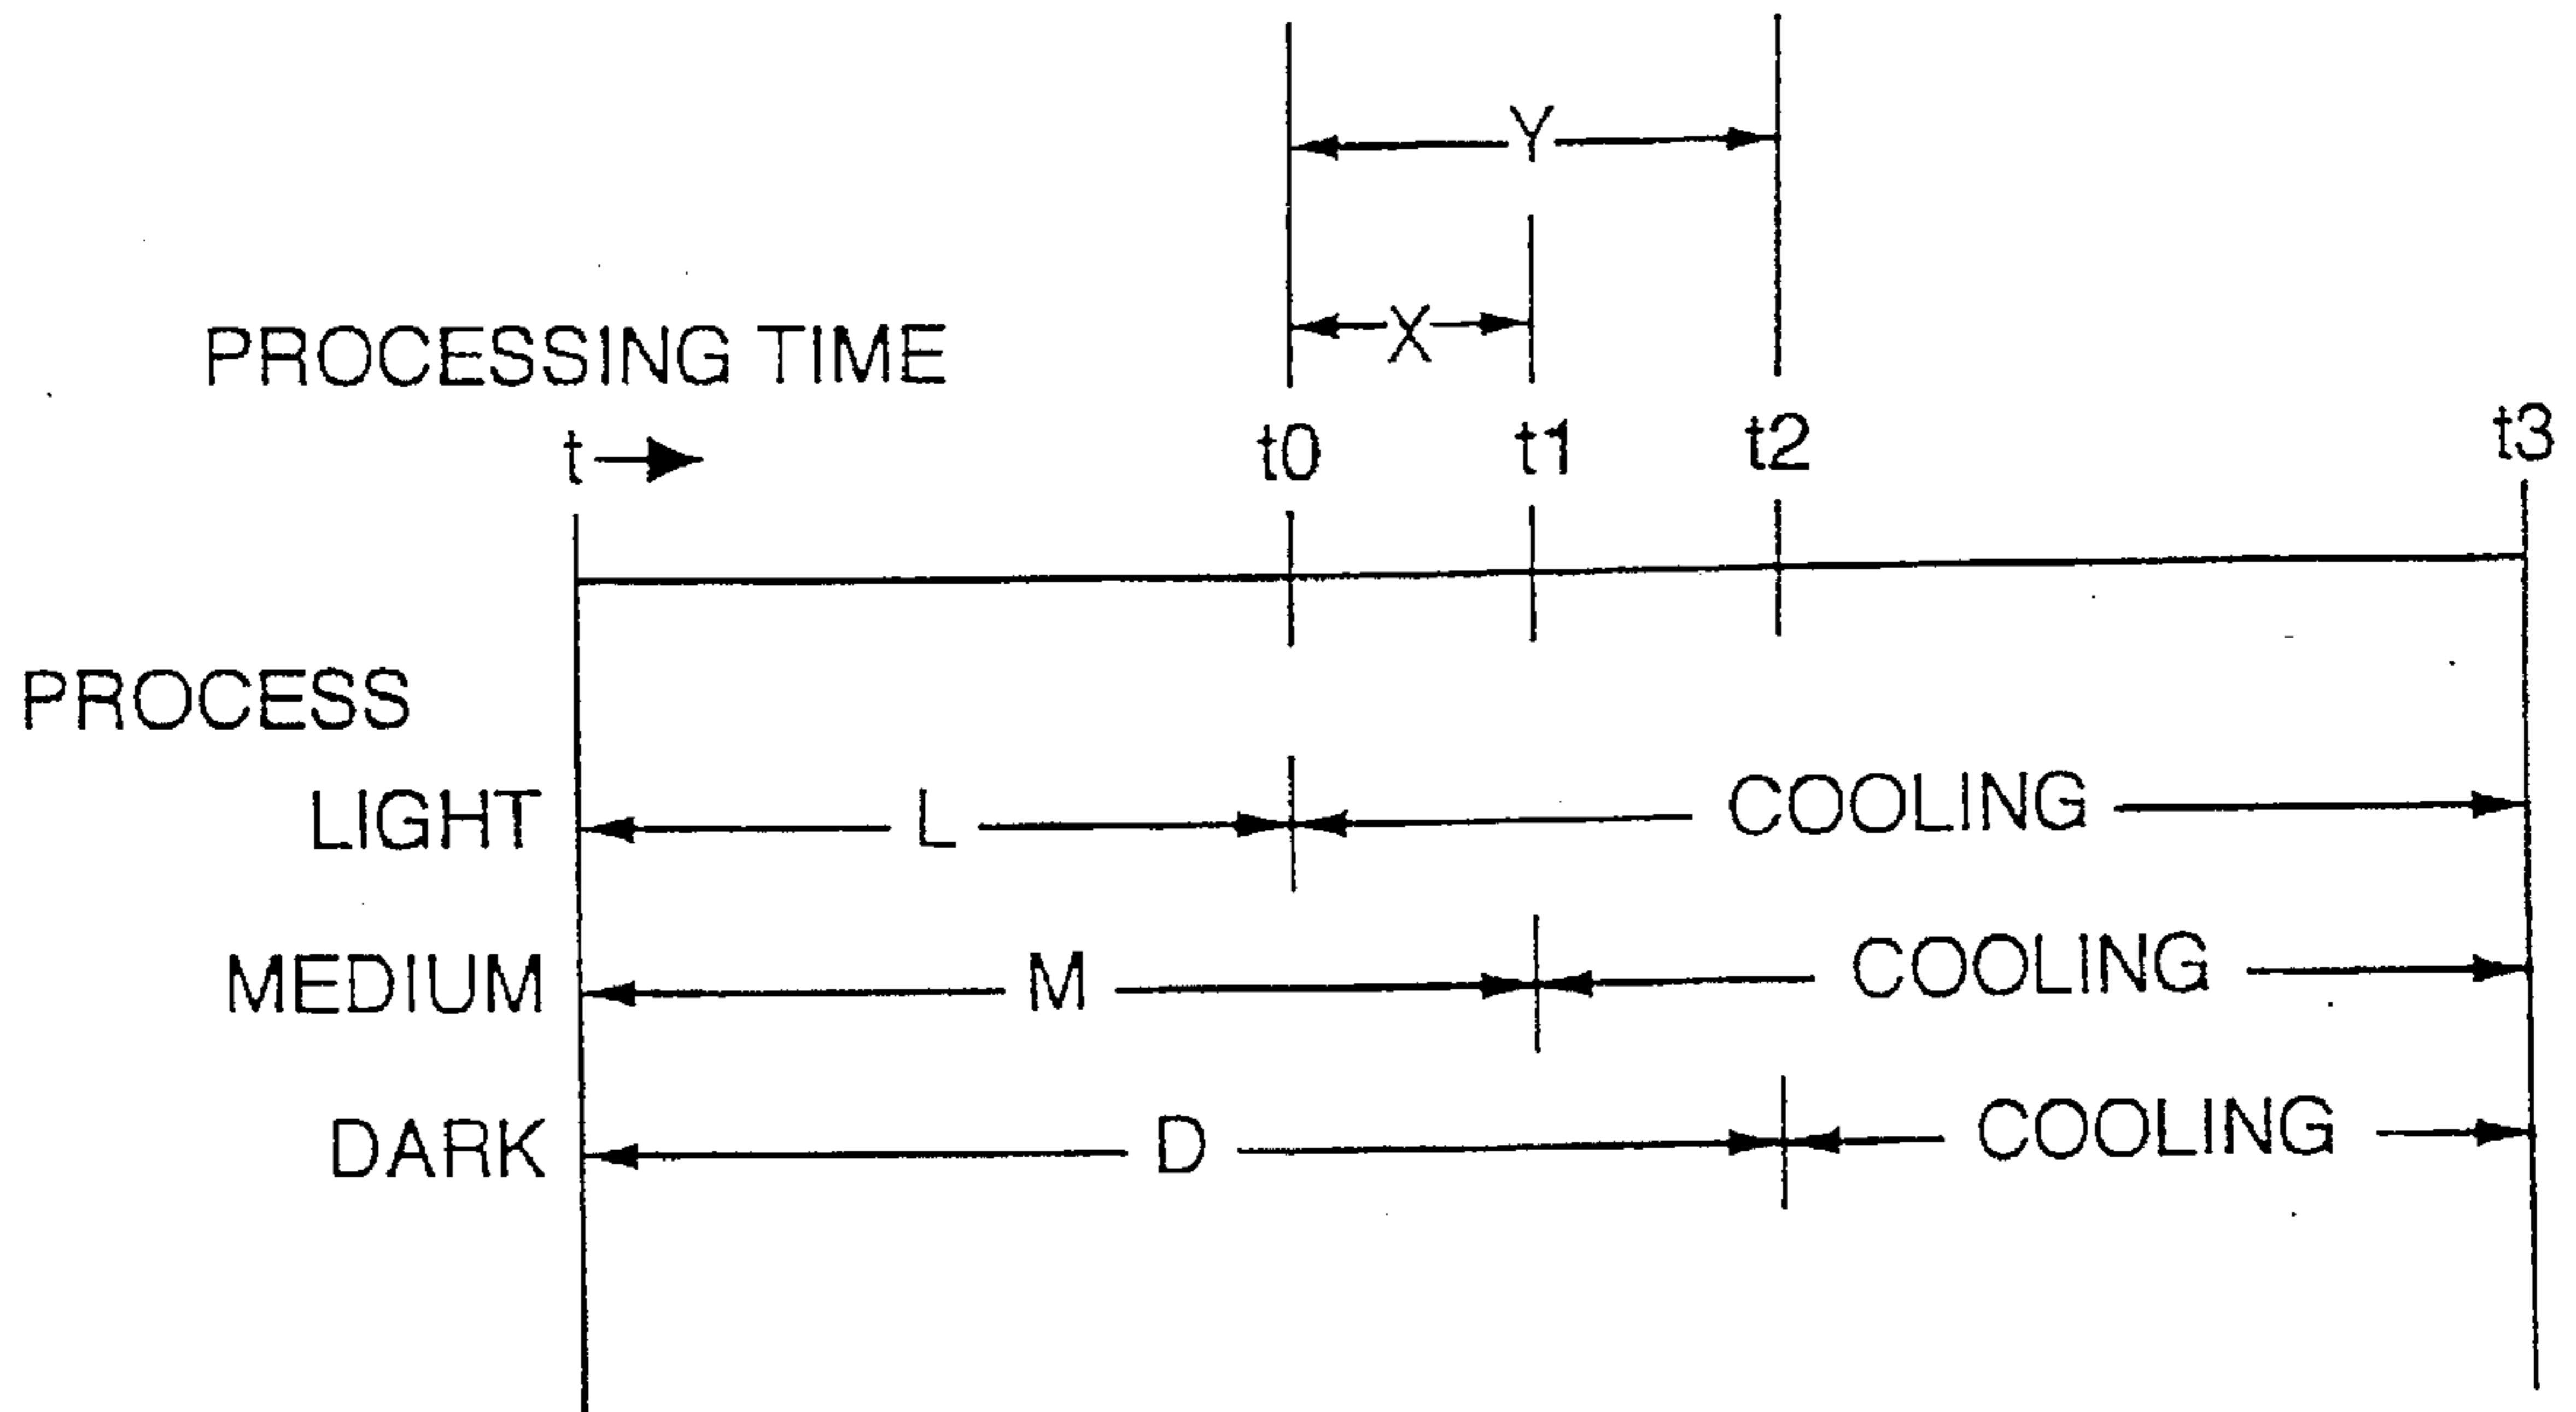 Y
X
PROCESSING TIME
t t0 t1 t2 t3
PROCESS
LIGHT L COOLING
MEDIUM M COOLING
DARK D COOLING